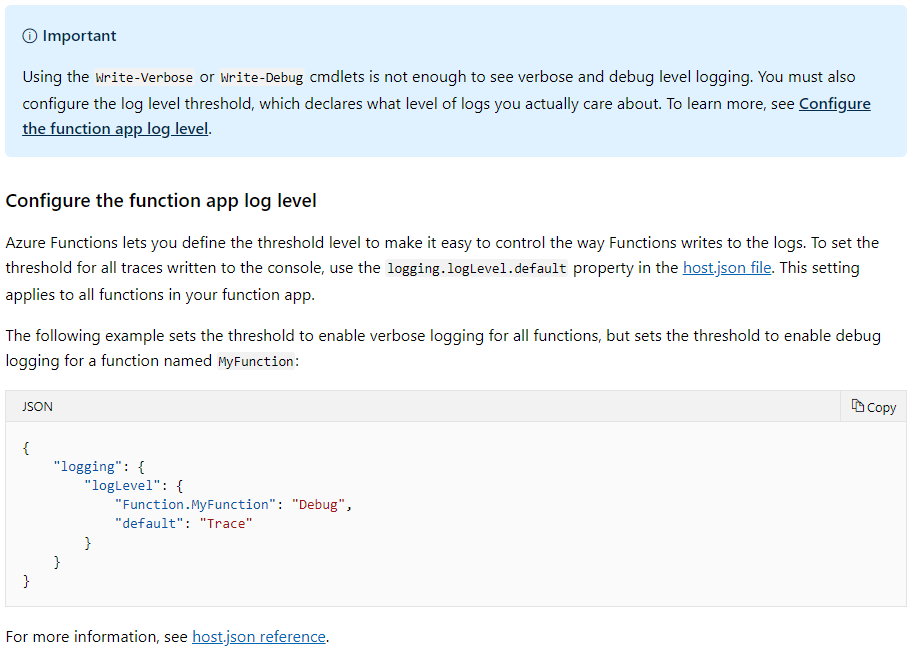 Important
Using the Write-Verbose or Write-Debug cmdlets is not enough to see verbose and debug level logging. You must also
configure the log level threshold, which declares what level of logs you actually care about. To learn more, see Configure
the function app log level.
Configure the function app log level
Azure Functions lets you define the threshold level to make it easy to control the way Functions writes to the logs. To set the
threshold for all traces written to the console, use the logging.logLevel.default property in the host.json file. This setting
applies to all functions in your function app.
The following example sets the threshold to enable verbose logging for all functions, but sets the threshold to enable debug
logging for a function named MyFunction:
JSON
Copy
{
    "logging": {
        "logLevel": {
            "Function.MyFunction": "Debug",
            "default": "Trace"
        }
    }
}
For more information, see host.json reference.